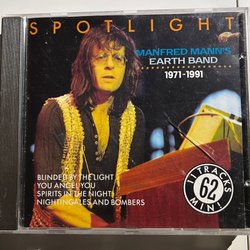 SPOTLIGHT
MANFRED MANN'S
EARTH BAND
1971-1991
BLINDED BY THE LIGHT
YOU ANGEL YOU
SPIRITS IN THE NIGHT
NIGHTINGALES AND BOMBERS
11 TRACKS
62
MIN!